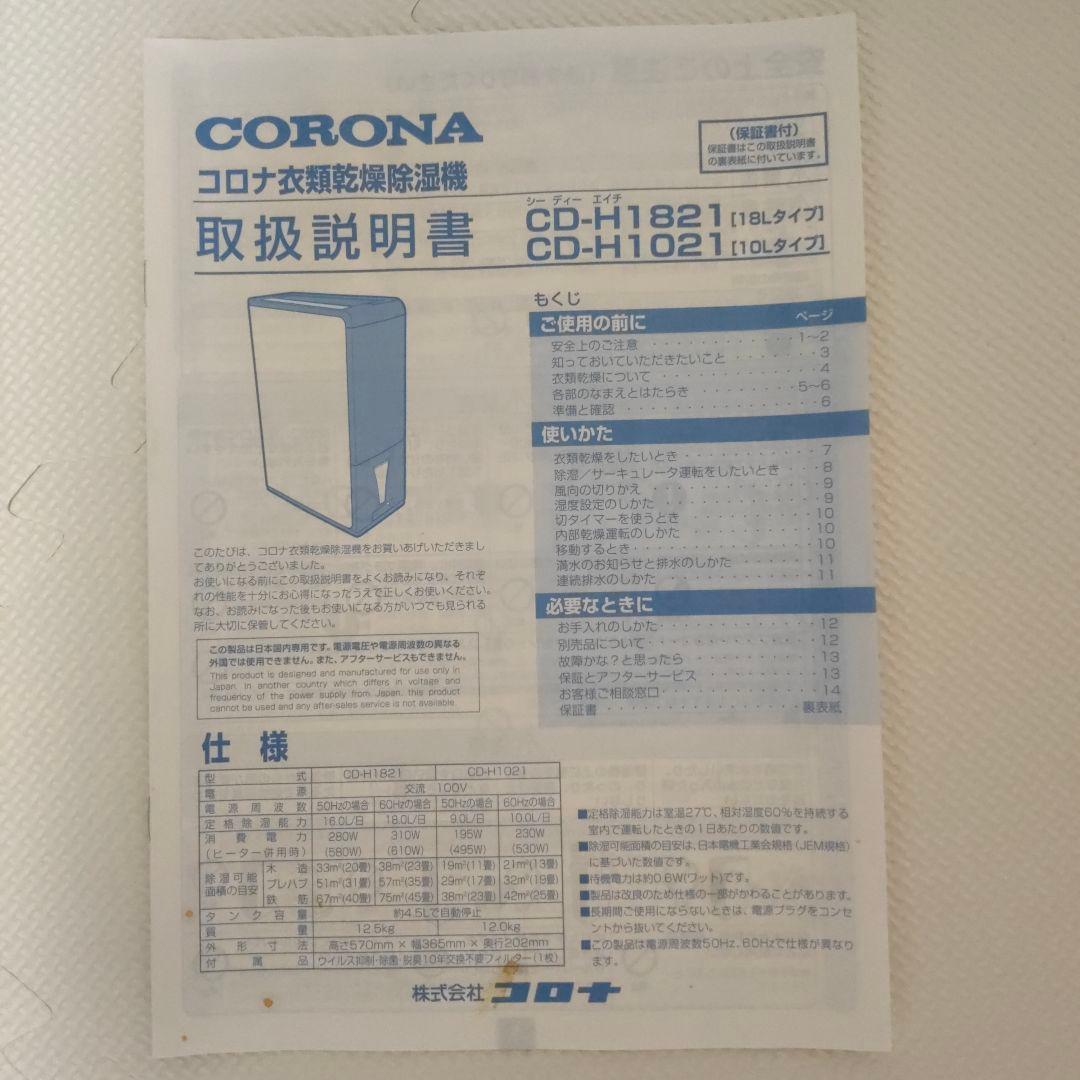 CORONA
コロナ衣類乾燥除湿機
取扱説明書
(保証書付)
保証書はこの取扱説明書
の裏表紙に付いています。
シー ディー エイチ
CD-H1821 [18Lタイプ]
CD-H1021 [10Lタイプ]
このたびは、コロナ衣類乾燥除湿機をお買いあげいただきまし
てありがとうございました。
お使いになる前にこの取扱説明書をよくお読みになり、それぞ
れの性能を十分にお心得になったうえで正しくお使いください。
なお、お読みになった後もお使いになる方がいつでも見られる
所に大切に保管してください。
この製品は日本国内専用です。電源電圧や電源周波数の異なる
外国では使用できません。また、アフターサービスもできません。
This product is designed and manufactured for use only in
Japan. In another country which differs in voltage and
frequency of the power supply from Japan, this product
cannot be used and any after-sales service is not available.
もくじ
ご使用の前に ページ
安全上のご注意 1〜2
知っておいていただきたいこと 3
衣類乾燥について 4
各部のなまえとはたらき 5〜6
準備と確認 6
使いかた
衣類乾燥をしたいとき 7
除湿／サーキュレータ運転をしたいとき 8
風向の切りかえ 9
湿度設定のしかた 9
切タイマーを使うとき 10
内部乾燥運転のしかた 10
移動するとき 10
満水のお知らせと排水のしかた 11
連続排水のしかた 11
必要なときに
お手入れのしかた 12
別売品について 12
故障かな？と思ったら 13
保証とアフターサービス 13
お客様ご相談窓口 14
保証書 裏表紙
仕様
型式 CD-H1821 CD-H1021
電源 交流 100V
電源周波数 50Hzの場合 60Hzの場合 50Hzの場合 60Hzの場合
定格除湿能力 16.0L/日 18.0L/日 9.0L/日 10.0L/日
消費電力 280W 310W 195W 230W
(ヒーター併用時) (580W) (610W) (495W) (530W)
除湿可能面積の目安 木造 33m²(20畳) 38m²(23畳) 19m²(11畳) 21m²(13畳)
プレハブ 51m²(31畳) 57m²(35畳) 29m²(17畳) 32m²(19畳)
鉄筋 67m²(40畳) 75m²(45畳) 38m²(23畳) 42m²(25畳)
タンク容量 約4.5Lで自動停止
質量 12.5kg 12.0kg
外形寸法 高さ570mm × 幅365mm × 奥行202mm
付属品 ウイルス抑制・除菌・脱臭10年交換不要フィルター(1枚)
■定格除湿能力は室温27℃、相対湿度60％を持続する
室内で運転したときの1日あたりの数値です。
■除湿可能面積の目安は、日本電機工業会規格(JEM規格)
に基づいた数値です。
■待機電力は約0.6W(ワット)です。
■製品は改良のため仕様の一部がかわることがあります。
■長期間ご使用にならないときは、電源プラグをコンセ
ントから抜いてください。
■この製品は電源周波数50Hz、60Hzで仕様が異なり
ます。
株式会社 コロナ